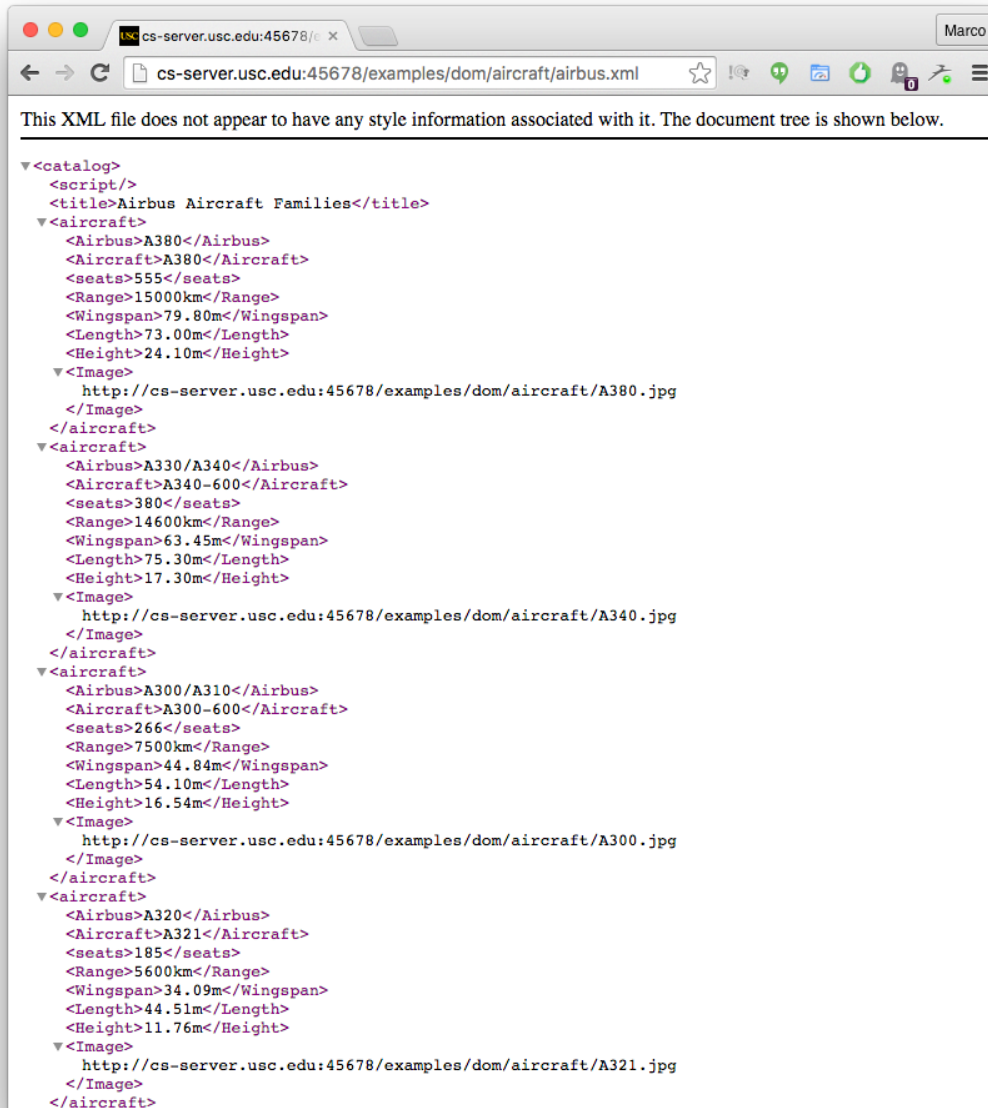 USC cs-server.usc.edu:45678/e
Marco
cs-server.usc.edu:45678/examples/dom/aircraft/airbus.xml
0
This XML file does not appear to have any style information associated with it. The document tree is shown below.
▼<catalog>
<script/>
<title>Airbus Aircraft Families</title>
▼<aircraft>
<Airbus>A380</Airbus>
<Aircraft>A380</Aircraft>
<seats>555</seats>
<Range>15000km</Range>
<Wingspan>79.80m</Wingspan>
<Length>73.00m</Length>
<Height>24.10m</Height>
▼<Image>
http://cs-server.usc.edu:45678/examples/dom/aircraft/A380.jpg
</Image>
</aircraft>
▼<aircraft>
<Airbus>A330/A340</Airbus>
<Aircraft>A340-600</Aircraft>
<seats>380</seats>
<Range>14600km</Range>
<Wingspan>63.45m</Wingspan>
<Length>75.30m</Length>
<Height>17.30m</Height>
▼<Image>
http://cs-server.usc.edu:45678/examples/dom/aircraft/A340.jpg
</Image>
</aircraft>
▼<aircraft>
<Airbus>A300/A310</Airbus>
<Aircraft>A300-600</Aircraft>
<seats>266</seats>
<Range>7500km</Range>
<Wingspan>44.84m</Wingspan>
<Length>54.10m</Length>
<Height>16.54m</Height>
▼<Image>
http://cs-server.usc.edu:45678/examples/dom/aircraft/A300.jpg
</Image>
</aircraft>
▼<aircraft>
<Airbus>A320</Airbus>
<Aircraft>A321</Aircraft>
<seats>185</seats>
<Range>5600km</Range>
<Wingspan>34.09m</Wingspan>
<Length>44.51m</Length>
<Height>11.76m</Height>
▼<Image>
http://cs-server.usc.edu:45678/examples/dom/aircraft/A321.jpg
</Image>
</aircraft>